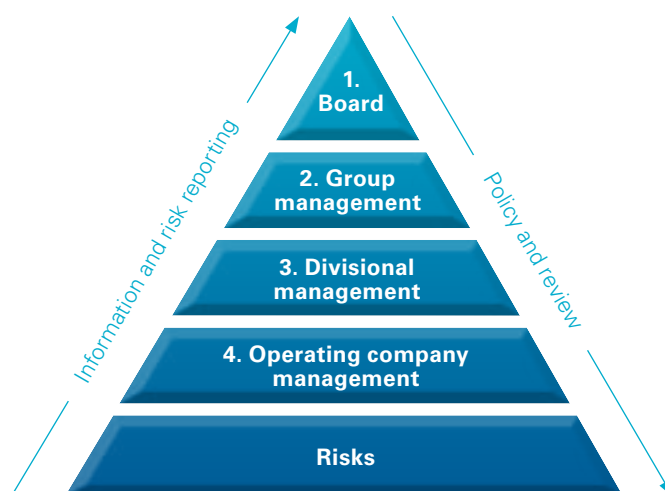 1.
Board
2. Group
management
3. Divisional
management
4. Operating company
management
Risks
Information and risk reporting
Policy and review